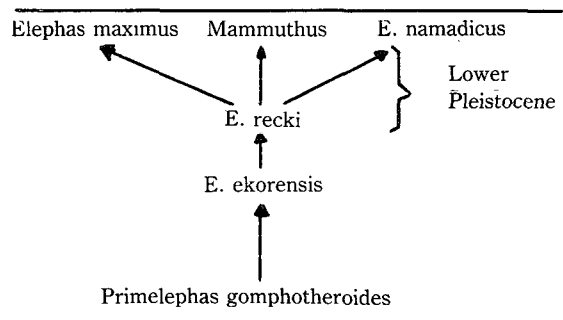 Elephas maximus Mammuthus E. namadicus
Lower
Pleistocene
E. recki
E. ekorensis
Primelephas gomphotheroides